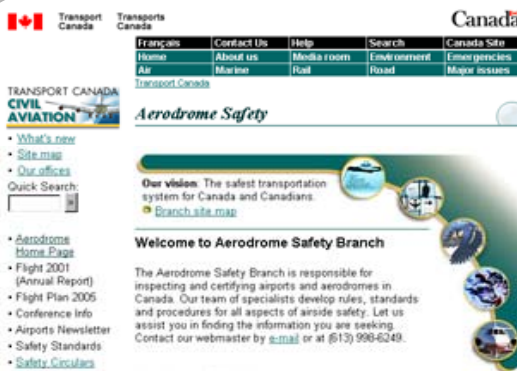 Transport Canada
Transports Canada
Canada
Français Contact Us Help Search Canada Site
Home About us Media room Environment Emergencies
Air Marine Rail Road Major issues
Transport Canada
TRANSPORT CANADA
CIVIL
AVIATION
Aerodrome Safety
• What's new
• Site map
• Our offices
Quick Search:
Our vision: The safest transportation
system for Canada and Canadians.
Branch site map
• Aerodrome
Home Page
• Flight 2001
(Annual Report)
• Flight Plan 2005
• Conference Info
• Airports Newsletter
• Safety Standards
• Safety Circulars
Welcome to Aerodrome Safety Branch
The Aerodrome Safety Branch is responsible for
inspecting and certifying airports and aerodromes in
Canada. Our team of specialists develop rules, standards
and procedures for all aspects of airside safety. Let us
assist you in finding the information you are seeking.
Contact our webmaster by e-mail or at (613) 998-6249.